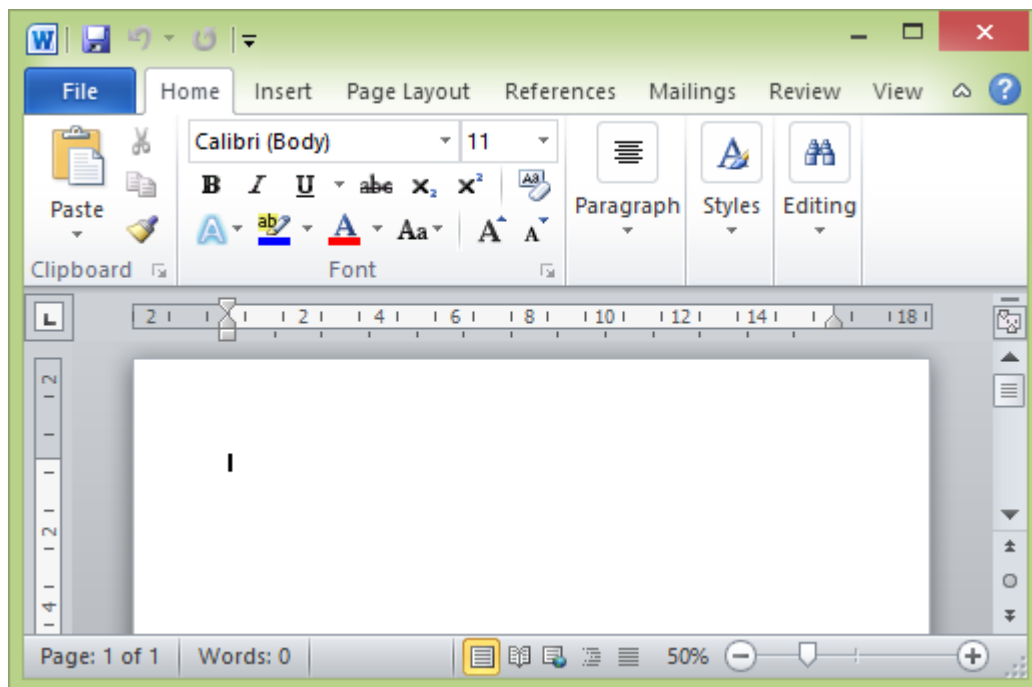 W
File Home Insert Page Layout References Mailings Review View ?
Calibri (Body) 11
B I U abc x₂ x² Aa
Paste Paragraph Styles Editing
A ab A Aa A A
Clipboard Font
L 2 2 4 6 8 10 12 14 18
2
2
4
Page: 1 of 1 Words: 0 50%